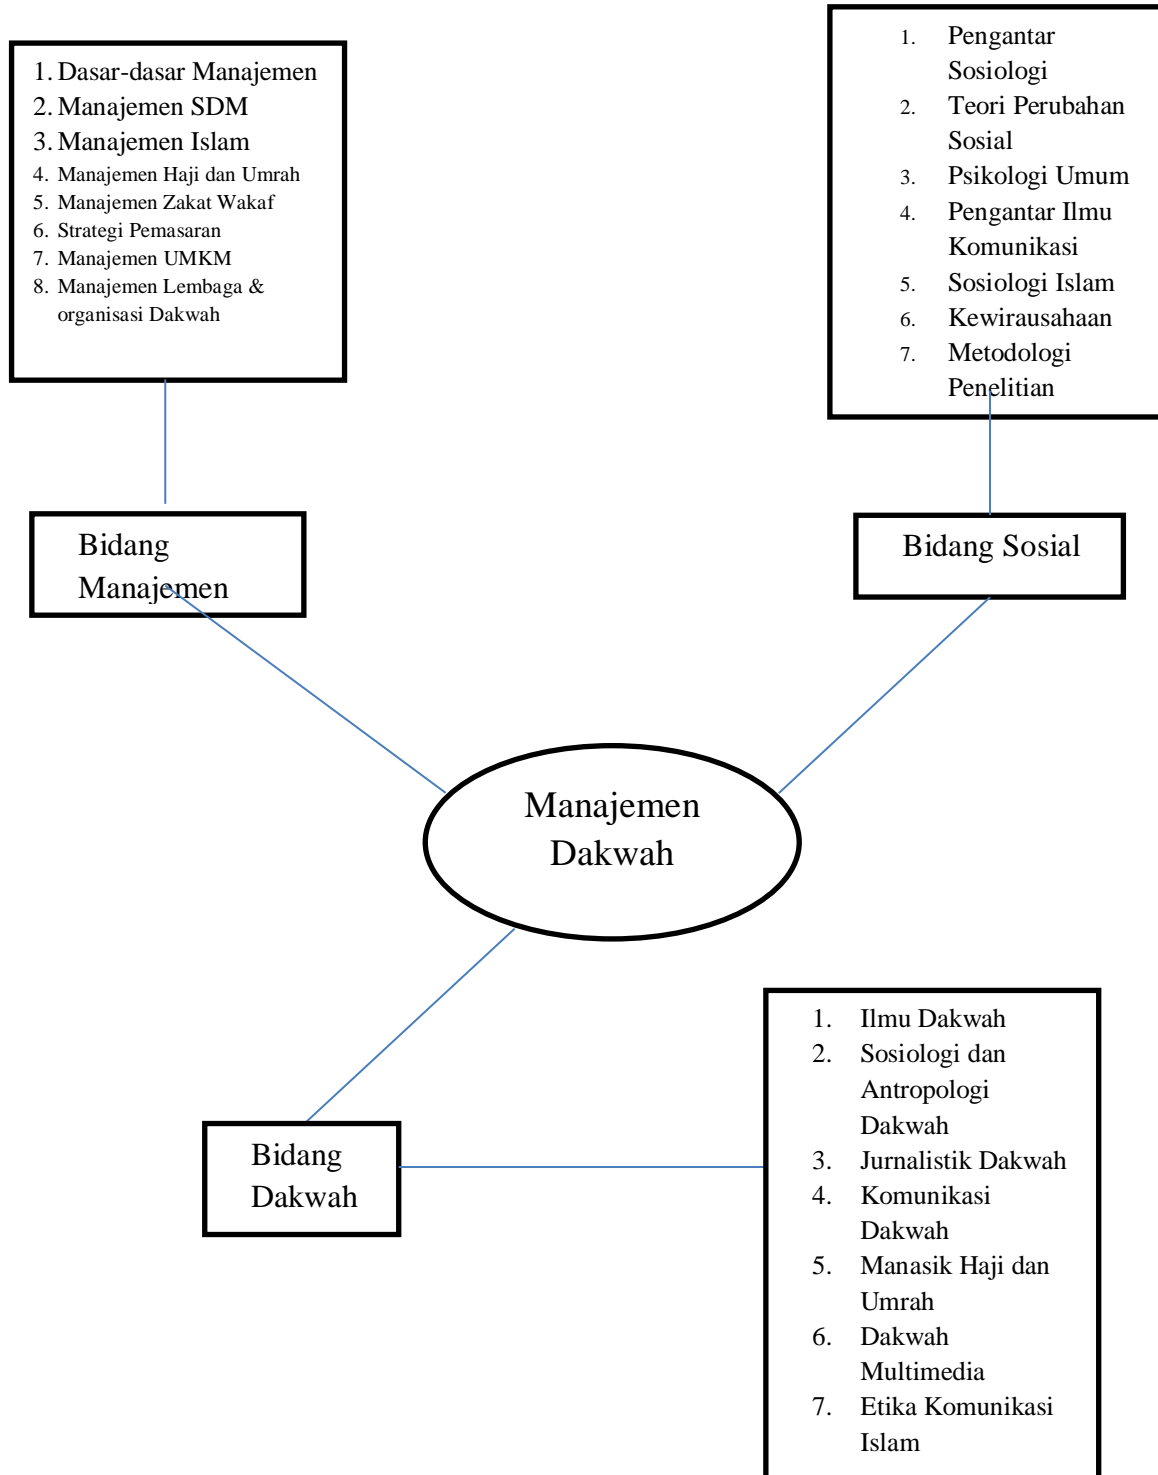 1. Dasar-dasar Manajemen
2. Manajemen SDM
3. Manajemen Islam
4. Manajemen Haji dan Umrah
5. Manajemen Zakat Wakaf
6. Strategi Pemasaran
7. Manajemen UMKM
8. Manajemen Lembaga &
organisasi Dakwah
1. Pengantar
Sosiologi
2. Teori Perubahan
Sosial
3. Psikologi Umum
4. Pengantar Ilmu
Komunikasi
5. Sosiologi Islam
6. Kewirausahaan
7. Metodologi
Penelitian
Bidang
Manajemen
Bidang Sosial
Manajemen
Dakwah
Bidang
Dakwah
1. Ilmu Dakwah
2. Sosiologi dan
Antropologi
Dakwah
3. Jurnalistik Dakwah
4. Komunikasi
Dakwah
5. Manasik Haji dan
Umrah
6. Dakwah
Multimedia
7. Etika Komunikasi
Islam